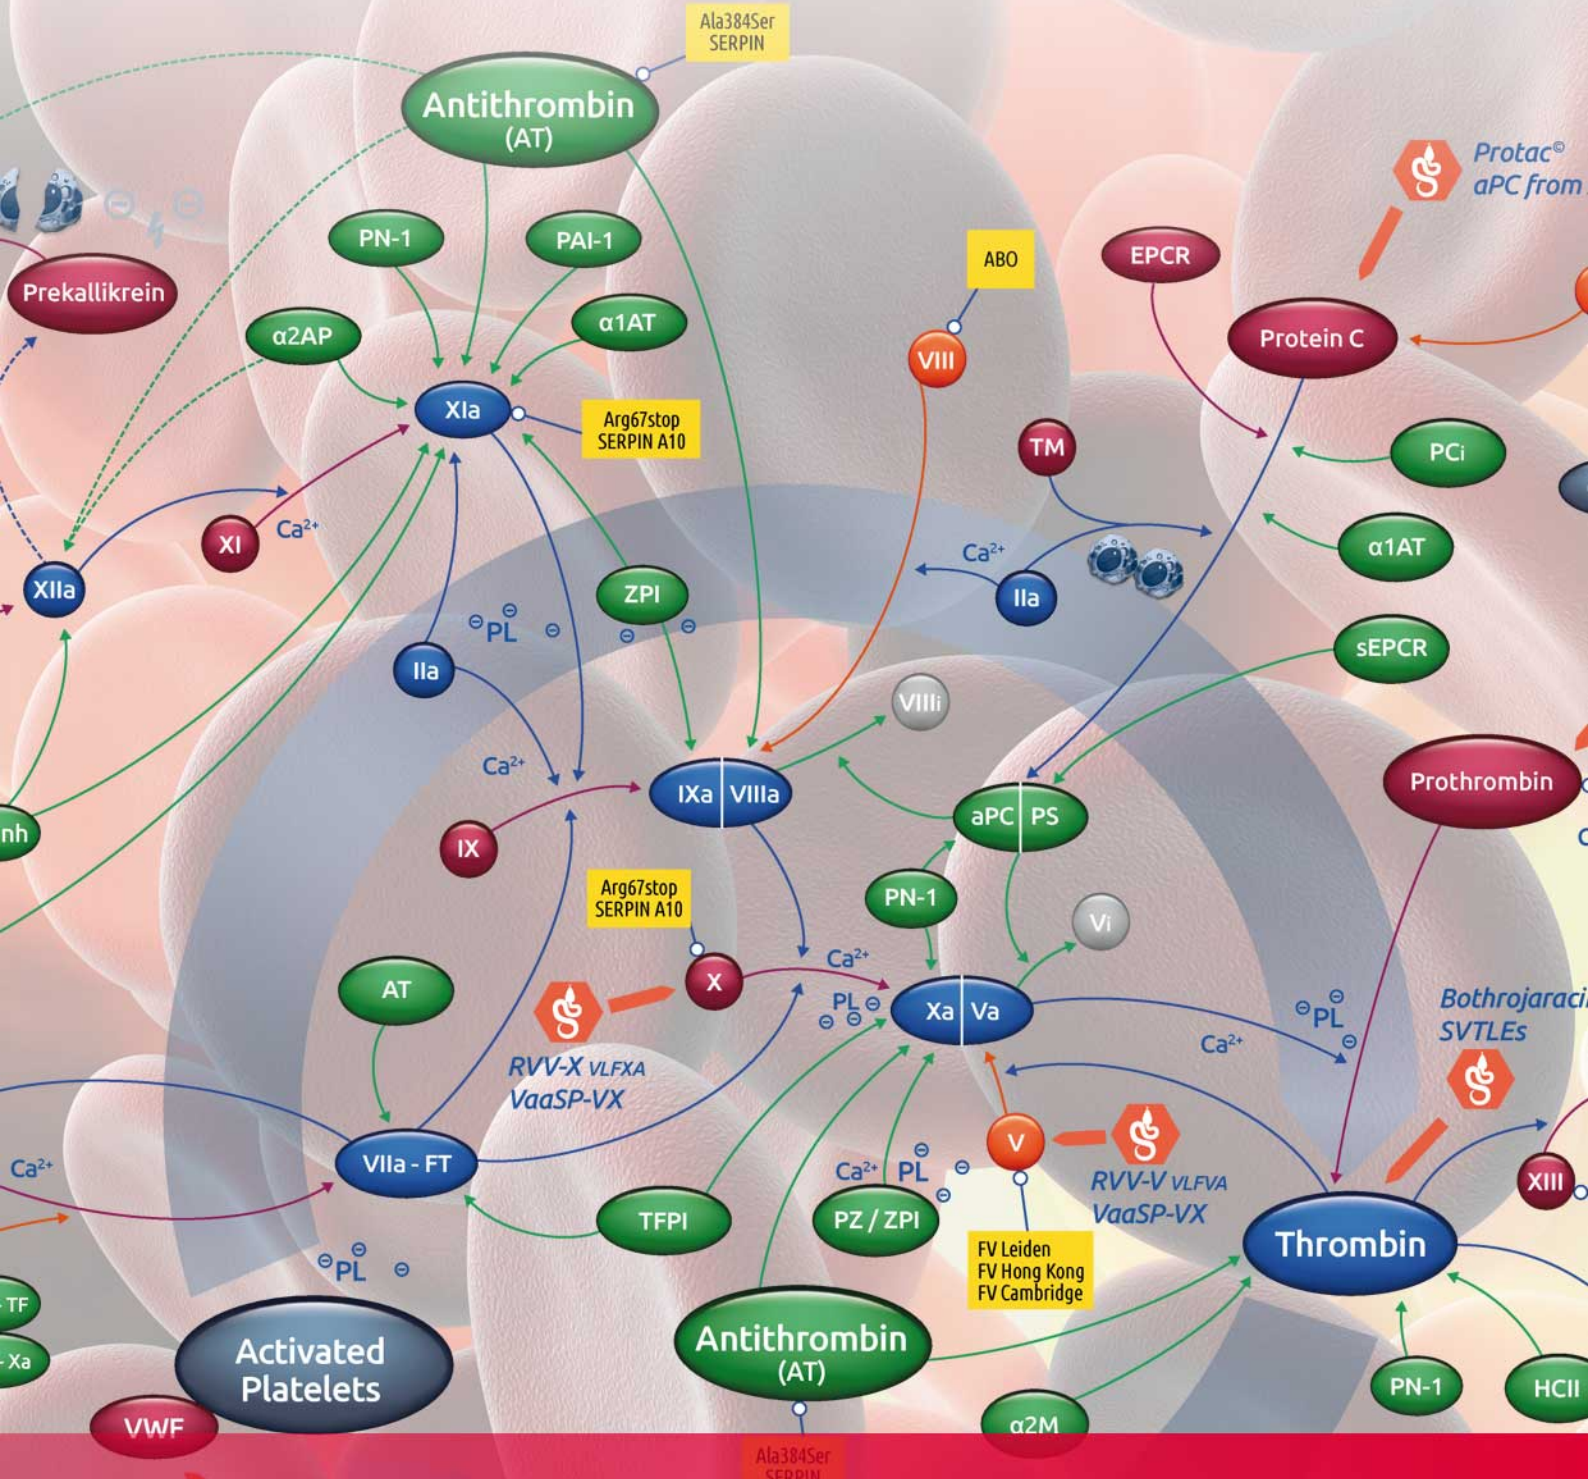 Ala384Ser
SERPIN
Antithrombin
(AT)
Protac©
aPC from
PN-1
PAI-1
EPCR
ABO
Prekallikrein
α2AP
α1AT
VIII
Protein C
XIa
Arg67stop
SERPIN A10
TM
PCi
XI
Ca²⁺
Ca²⁺
α1AT
XIIa
ZPI
IIa
PL
IIa
sEPCR
VIIIi
Ca²⁺
IXa
VIIIa
Prothrombin
aPC
PS
nh
IX
Arg67stop
SERPIN A10
PN-1
Vi
AT
X
Ca²⁺
PL
Xa
Va
PL
Ca²⁺
SVTLEs
RVV-X VLFXA
VaaSP-VX
V
VIIa - FT
Ca²⁺
Ca²⁺
PL
RVV-V VLFVA
VaaSP-VX
XIII
TFPI
PZ / ZPI
Thrombin
FV Leiden
FV Hong Kong
FV Cambridge
PL
- TF
- Xa
Activated
Platelets
Antithrombin
(AT)
PN-1
HCII
VWF
α2M
Ala384Ser
SERPIN